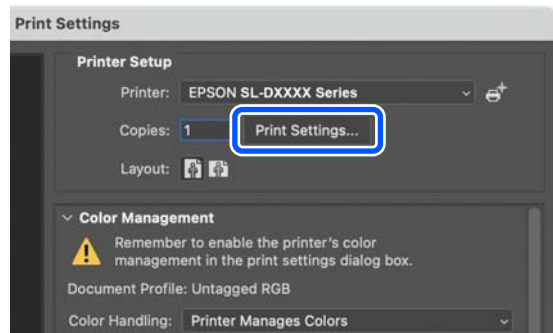 Print Settings
Printer Setup
Printer: EPSON SL-DXXXX Series
Copies: 1 Print Settings...
Layout:
Color Management
Remember to enable the printer's color
management in the print settings dialog box.
Document Profile: Untagged RGB
Color Handling: Printer Manages Colors